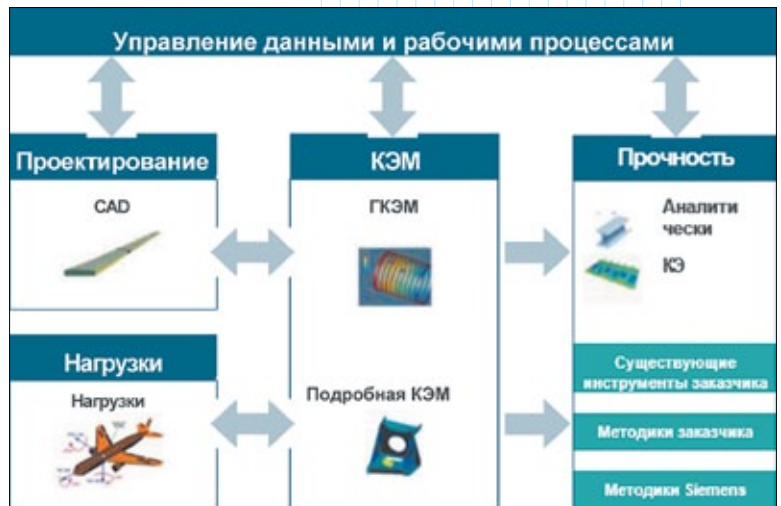 Управление данными и рабочими процессами
Проектирование
CAD
Нагрузки
Нагрузки
КЭМ
ГКЭМ
Подробная КЭМ
Прочность
Аналити
чески
КЭ
Существующие
инструменты заказчика
Методики заказчика
Методики Siemens